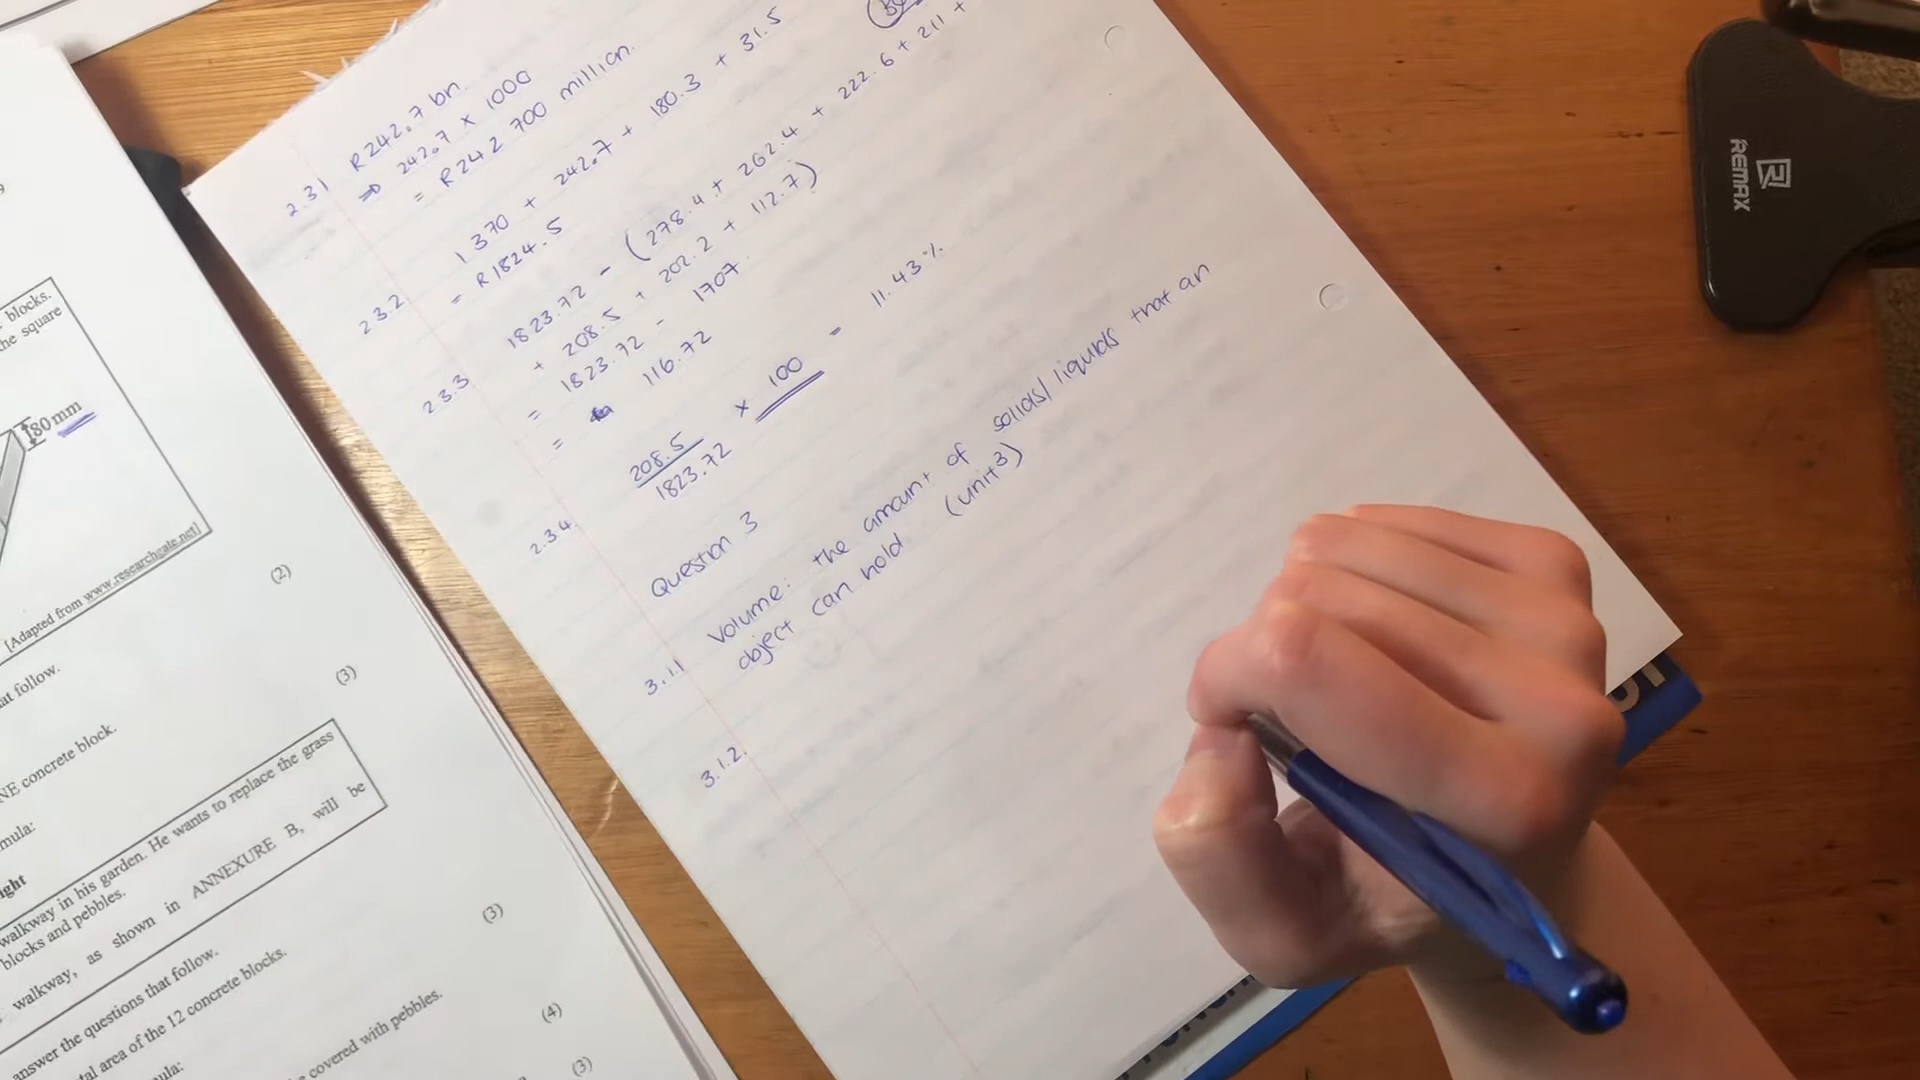 2.3.1 R242.7 bn
⇒ 242.7 x 1000
= R242 700 million.
2.3.2 1 370 + 242.7 + 180.3 + 31.5
= R1824.5
2.3.3 1823.72 - (278.4 + 262.4 + 222.6 + 211 +
+ 208.5 + 202.2 + 112.7)
= 1823.72 - 1707.
= 116.72
2.3.4. 208.5 / 1823.72 x 100 = 11.43%
Question 3
3.1.1 Volume: the amount of solids/liquids that an
object can hold (unit3)
3.1.2.
blocks.
the square
80 mm
[Adapted from www.researchgate.net]
(2)
at follow.
(3)
NE concrete block.
mula:
ight
walkway in his garden. He wants to replace the grass
blocks and pebbles.
walkway, as shown in ANNEXURE B, will be
(3)
answer the questions that follow.
tal area of the 12 concrete blocks.
(4)
ula:
covered with pebbles.
(3)
REMAX